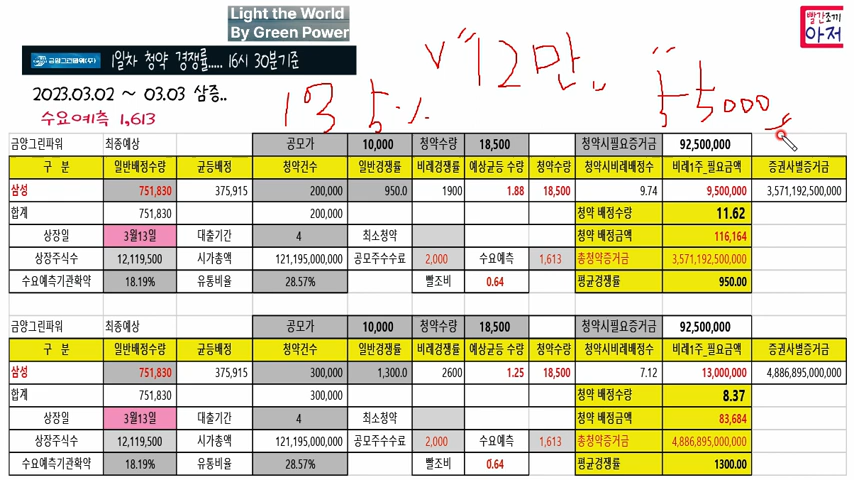 Light the World
By Green Power
빨간조끼
아저
금양그린파워(주) 1일차 청약 경쟁률..... 16시 30분기준
12만
55000
135%
2023.03.02 ~ 03.03 삼증..
수요예측 1,613
금양그린파워 최종예상 공모가 10,000 청약수량 18,500 청약시필요증거금 92,500,000
구 분 일반배정수량 균등배정 청약건수 일반경쟁률 비례경쟁률 예상균등 수량 청약수량 청약시비례배정수 비례1주_필요금액 증권사별증거금
삼성 751,830 375,915 200,000 950.0 1900 1.88 18,500 9.74 9,500,000 3,571,192,500,000
합계 751,830 200,000 청약 배정수량 11.62
상장일 3월13일 대출기간 4 최소청약 청약 배정금액 116,164
상장주식수 12,119,500 시가총액 121,195,000,000 공모주수수료 2,000 수요예측 1,613 총청약증거금 3,571,192,500,000
수요예측기관확약 18.19% 유통비율 28.57% 빨조비 0.64 평균경쟁률 950.00
금양그린파워 최종예상 공모가 10,000 청약수량 18,500 청약시필요증거금 92,500,000
구 분 일반배정수량 균등배정 청약건수 일반경쟁률 비례경쟁률 예상균등 수량 청약수량 청약시비례배정수 비례1주_필요금액 증권사별증거금
삼성 751,830 375,915 300,000 1,300.0 2600 1.25 18,500 7.12 13,000,000 4,886,895,000,000
합계 751,830 300,000 청약 배정수량 8.37
상장일 3월13일 대출기간 4 최소청약 청약 배정금액 83,684
상장주식수 12,119,500 시가총액 121,195,000,000 공모주수수료 2,000 수요예측 1,613 총청약증거금 4,886,895,000,000
수요예측기관확약 18.19% 유통비율 28.57% 빨조비 0.64 평균경쟁률 1300.00